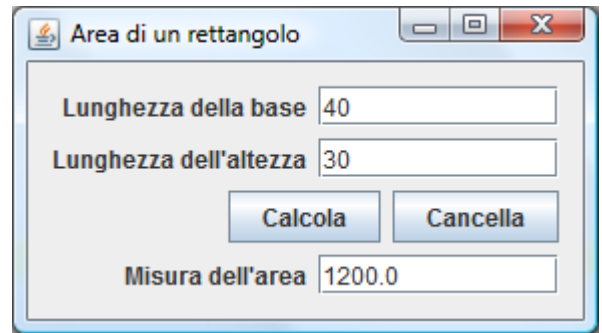 Area di un rettangolo
Lunghezza della base 40
Lunghezza dell'altezza 30
Calcola Cancella
Misura dell'area 1200.0